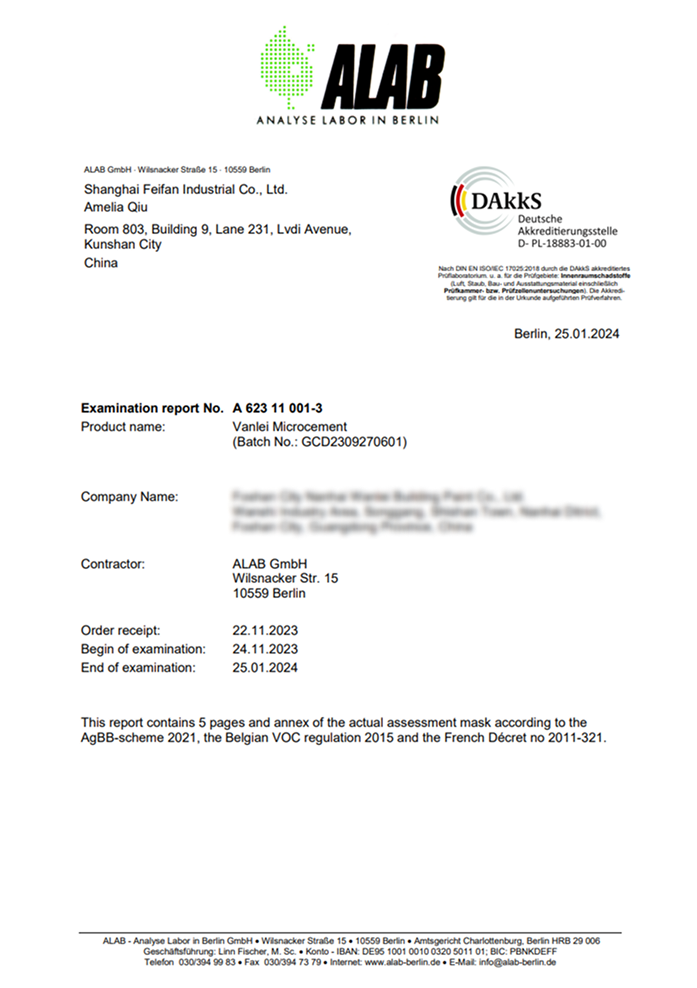 ALAB
ANALYSE LABOR IN BERLIN
ALAB GmbH · Wilsnacker Straße 15 · 10559 Berlin
Shanghai Feifan Industrial Co., Ltd.
Amelia Qiu
Room 803, Building 9, Lane 231, Lvdi Avenue,
Kunshan City
China
DAkkS
Deutsche
Akkreditierungsstelle
D- PL-18883-01-00
Nach DIN EN ISO/IEC 17025:2018 durch die DAkkS akkreditiertes
Prüflaboratorium. u. a. für die Prüfgebiete: Innenraumschadstoffe
(Luft, Staub, Bau- und Ausstattungsmaterial einschließlich
Prüfkammer- bzw. Prüfzellenuntersuchungen). Die Akkredi-
tierung gilt für die in der Urkunde aufgeführten Prüfverfahren.
Berlin, 25.01.2024
Examination report No. A 623 11 001-3
Product name: Vanlei Microcement
(Batch No.: GCD2309270601)
Company Name:
Contractor: ALAB GmbH
Wilsnacker Str. 15
10559 Berlin
Order receipt: 22.11.2023
Begin of examination: 24.11.2023
End of examination: 25.01.2024
This report contains 5 pages and annex of the actual assessment mask according to the
AgBB-scheme 2021, the Belgian VOC regulation 2015 and the French Décret no 2011-321.
ALAB - Analyse Labor in Berlin GmbH • Wilsnacker Straße 15 • 10559 Berlin • Amtsgericht Charlottenburg, Berlin HRB 29 006
Geschäftsführung: Linn Fischer, M. Sc. • Konto - IBAN: DE95 1001 0010 0320 5011 01; BIC: PBNKDEFF
Telefon 030/394 99 83 • Fax 030/394 73 79 • Internet: www.alab-berlin.de • E-Mail: info@alab-berlin.de